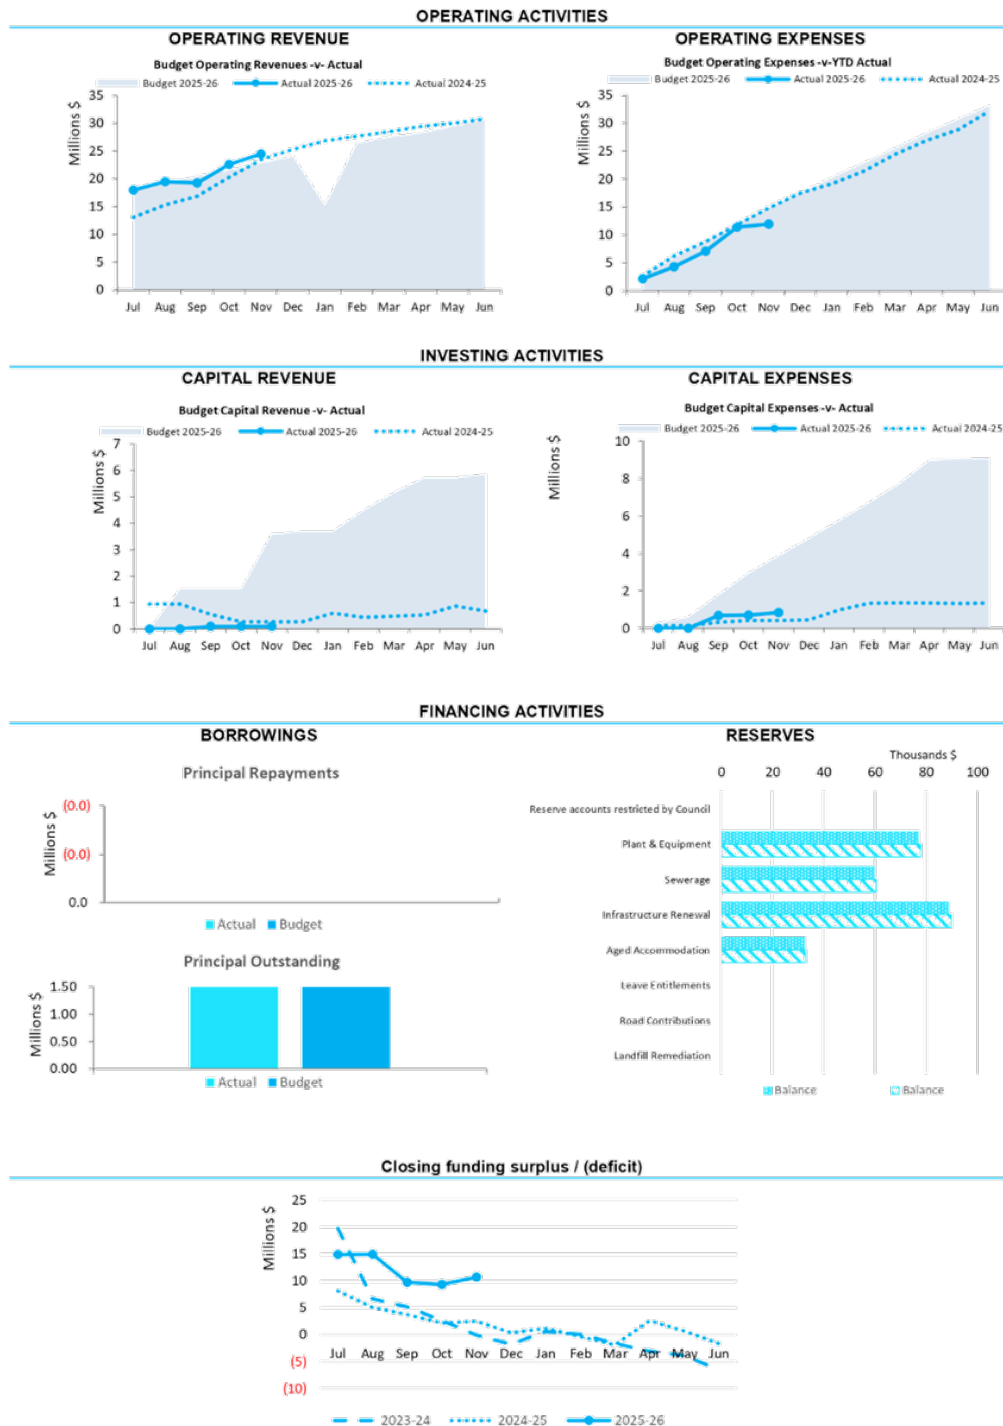 OPERATING ACTIVITIES
OPERATING REVENUE
Budget Operating Revenues -v- Actual
Budget 2025-26 Actual 2025-26 Actual 2024-25
Millions $
35
30
25
20
15
10
5
0
Jul Aug Sep Oct Nov Dec Jan Feb Mar Apr May Jun
OPERATING EXPENSES
Budget Operating Expenses -v-YTD Actual
Budget 2025-26 Actual 2025-26 Actual 2024-25
Millions $
35
30
25
20
15
10
5
0
Jul Aug Sep Oct Nov Dec Jan Feb Mar Apr May Jun
INVESTING ACTIVITIES
CAPITAL REVENUE
Budget Capital Revenue -v- Actual
Budget 2025-26 Actual 2025-26 Actual 2024-25
Millions $
7
6
5
4
3
2
1
0
Jul Aug Sep Oct Nov Dec Jan Feb Mar Apr May Jun
CAPITAL EXPENSES
Budget Capital Expenses -v- Actual
Budget 2025-26 Actual 2025-26 Actual 2024-25
Millions $
10
8
6
4
2
0
Jul Aug Sep Oct Nov Dec Jan Feb Mar Apr May Jun
FINANCING ACTIVITIES
BORROWINGS
Principal Repayments
Millions $
(0.0)
(0.0)
0.0
Actual Budget
Principal Outstanding
Millions $
1.50
1.00
0.50
0.00
Actual Budget
RESERVES
Thousands $
0 20 40 60 80 100
Reserve accounts restricted by Council
Plant & Equipment
Sewerage
Infrastructure Renewal
Aged Accommodation
Leave Entitlements
Road Contributions
Landfill Remediation
Balance Balance
Closing funding surplus / (deficit)
Millions $
25
20
15
10
5
0
(5)
(10)
Jul Aug Sep Oct Nov Dec Jan Feb Mar Apr May Jun
2023-24 2024-25 2025-26